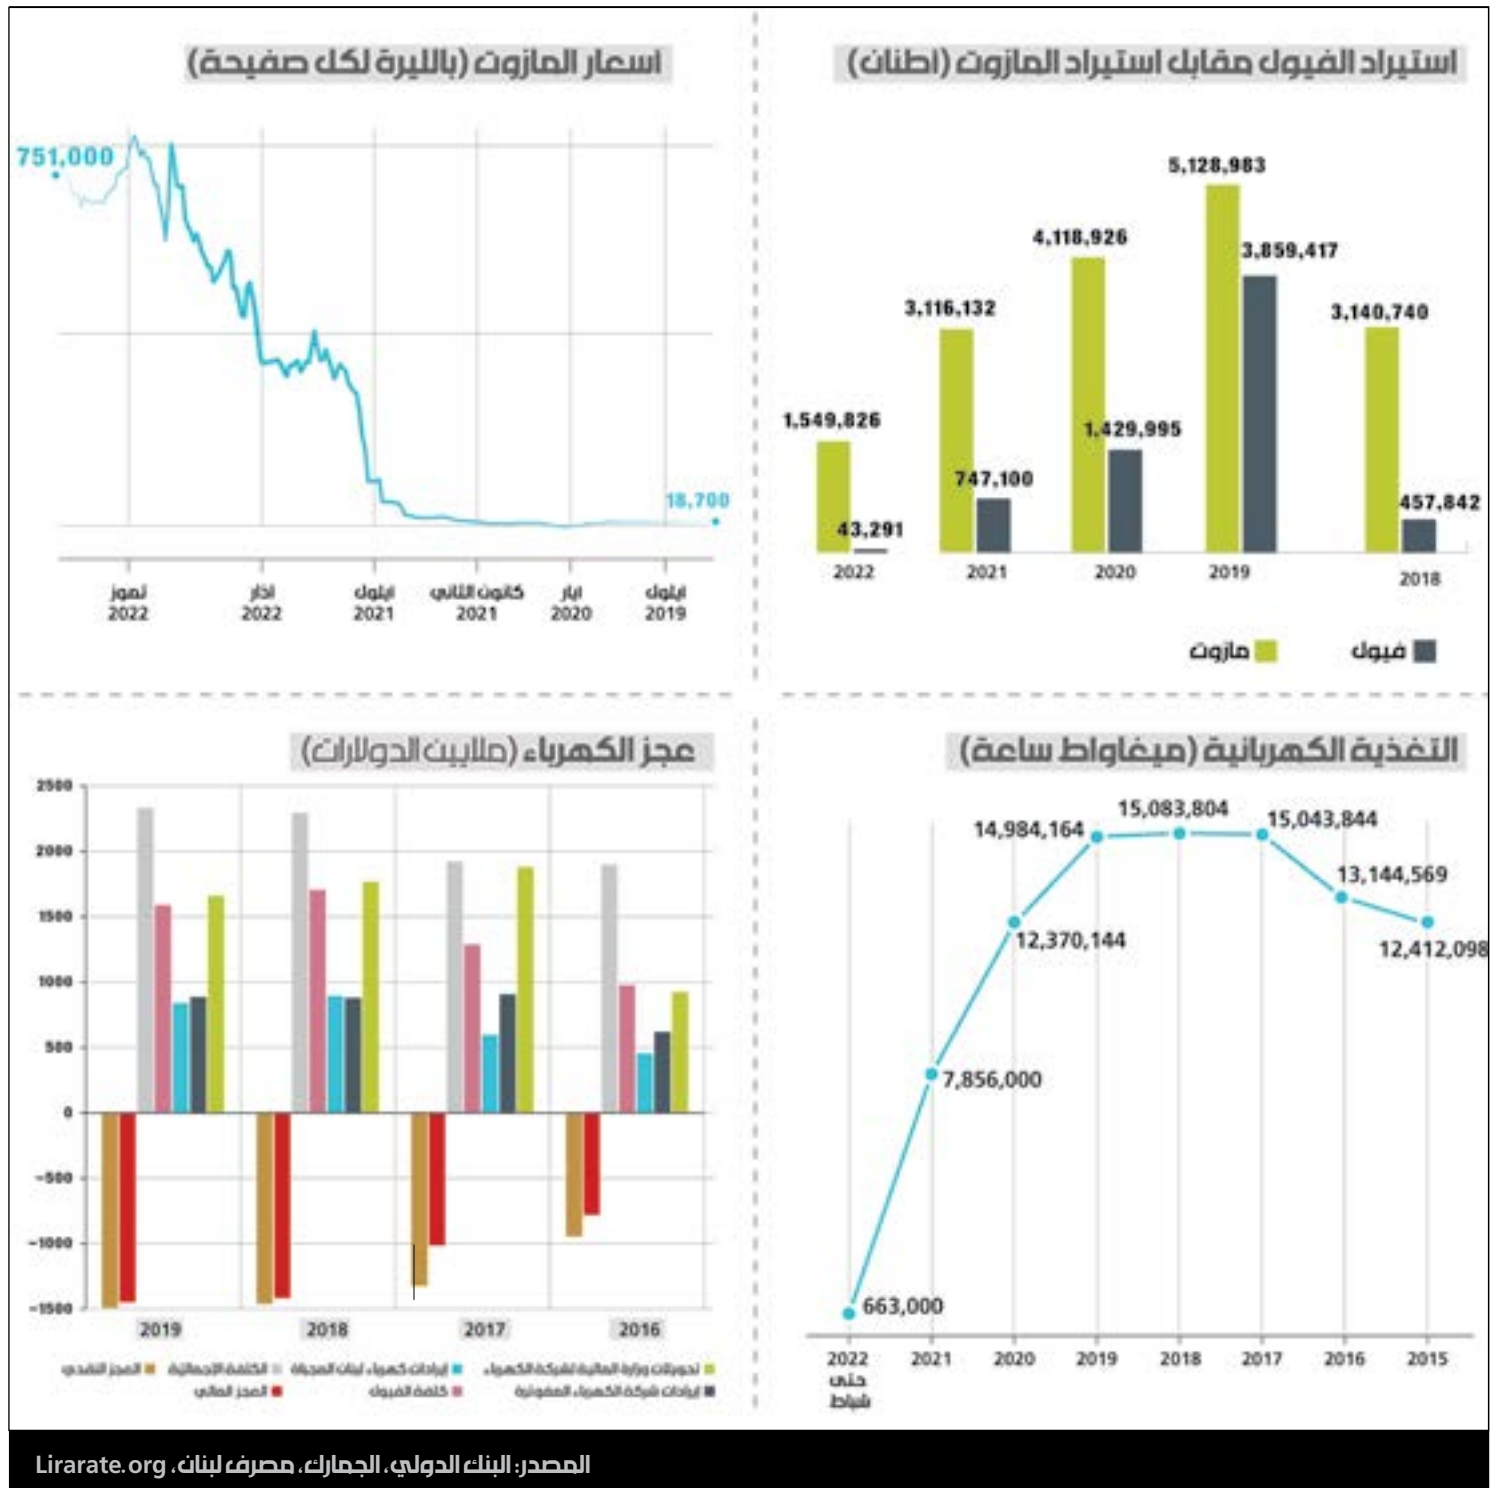 استيراد الفيول مقابل استيراد المازوت (اطنان)
5,128,983
3,859,417
4,118,926
3,116,132
3,140,740
1,549,826
1,429,995
747,100
457,842
43,291
2018
2019
2020
2021
2022
فيول
مازوت
اسعار المازوت (بالليرة لكل صفيحة)
751,000
18,700
ايلول
2019
ايار
2020
كانون الثاني
2021
ايلول
2021
اذار
2022
تموز
2022
التغذية الكهربائية (ميغاواط ساعة)
15,083,804
15,043,844
14,984,164
13,144,569
12,412,098
12,370,144
7,856,000
663,000
2015
2016
2017
2018
2019
2020
2021
2022
حتى
شباط
عجز الكهرباء (ملايين الدولارات)
2500
2000
1500
1000
500
0
-500
-1000
-1500
2016
2017
2018
2019
تحويلات وزارة المالية لشركة الكهرباء
إيرادات كهرباء لبنان المجباة
الكلفة الإجمالية
العجز النقدي
إيرادات شركة الكهرباء المفوترة
كلفة الفيول
العجز المالي
المصدر: البنك الدولي، الجمارك، مصرف لبنان، Lirarate.org